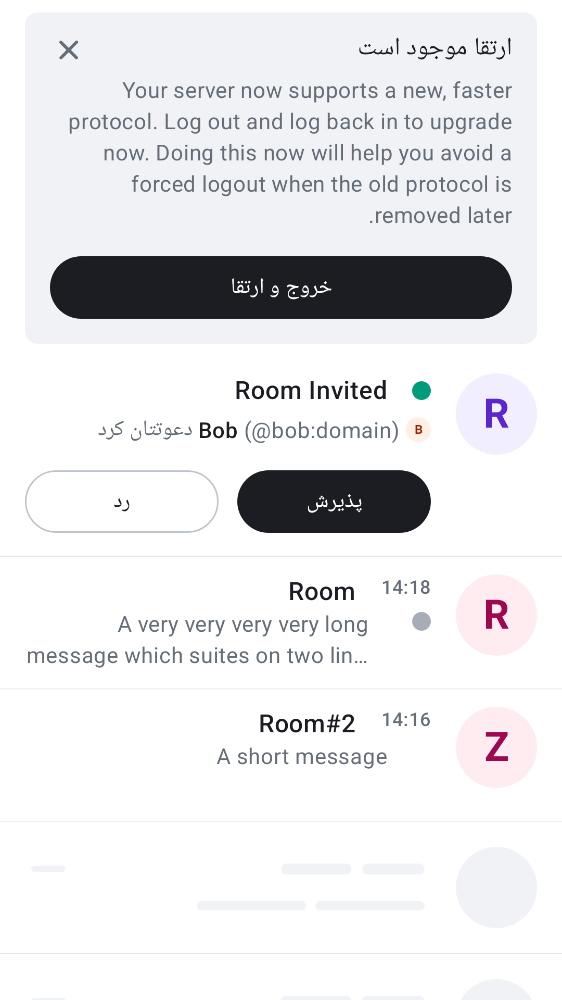 ارتقا موجود است
Your server now supports a new, faster
protocol. Log out and log back in to upgrade
now. Doing this now will help you avoid a
forced logout when the old protocol is
removed later.
خروج و ارتقا
R
Room Invited
B
Bob (@bob:domain) دعوتتان کرد
پذیرش
رد
R
14:18
Room
A very very very very long
message which suites on two lin…
Z
14:16
Room#2
A short message